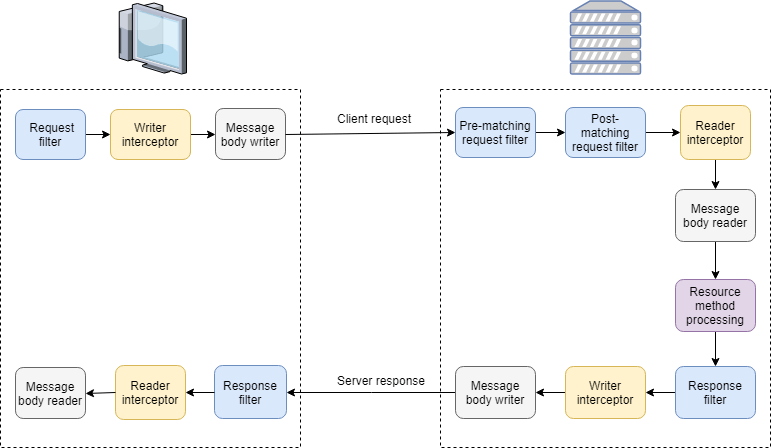 Request
filter
Writer
interceptor
Message
body writer
Client request
Pre-matching
request filter
Post-
matching
request filter
Reader
interceptor
Message
body reader
Resource
method
processing
Message
body reader
Reader
interceptor
Response
filter
Server response
Message
body writer
Writer
interceptor
Response
filter